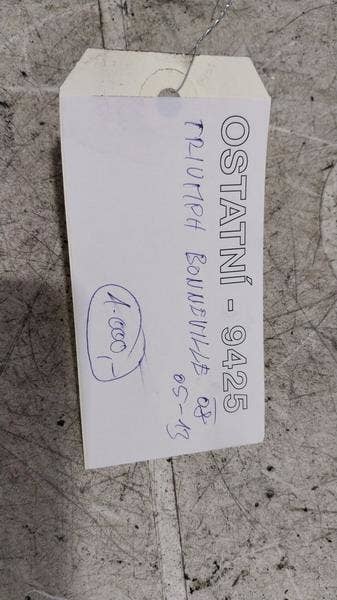 OSTATNÍ - 9425
TRIUMPH BONNEVILLE 08
05-13
1.000,-